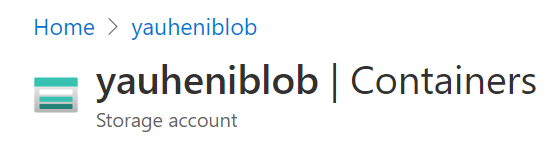 Home > yauheniblob
yauheniblob | Containers
Storage account